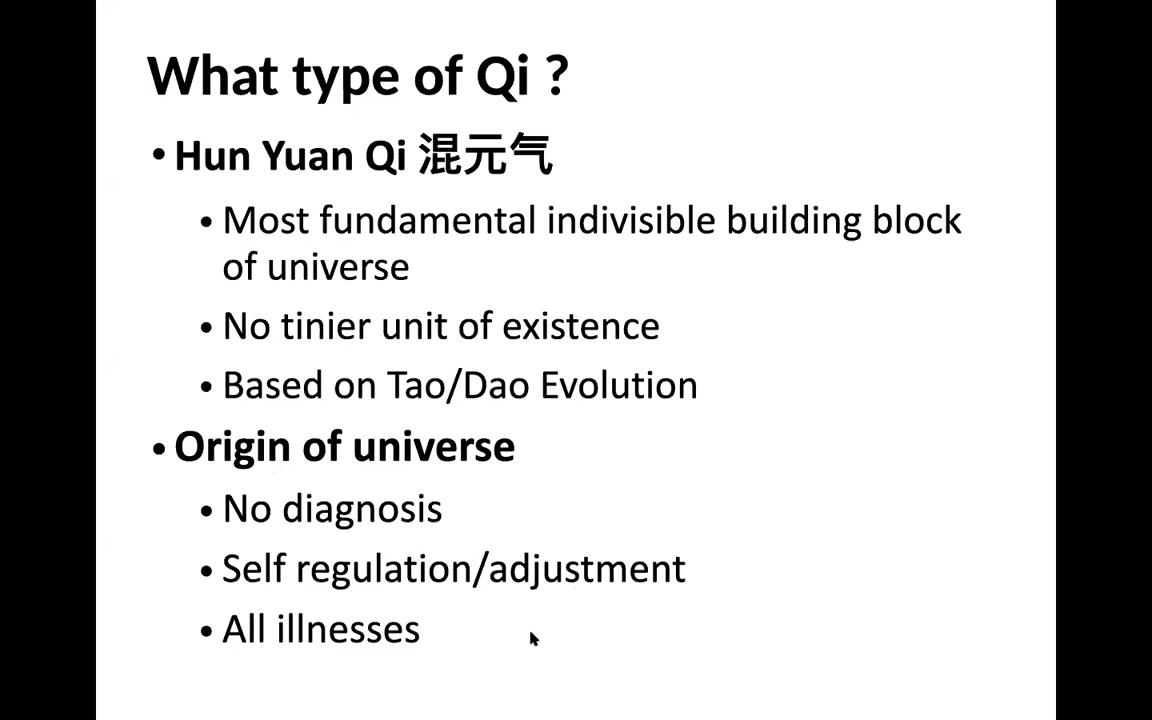 What type of Qi ?
• Hun Yuan Qi 混元气
• Most fundamental indivisible building block
of universe
• No tinier unit of existence
• Based on Tao/Dao Evolution
• Origin of universe
• No diagnosis
• Self regulation/adjustment
• All illnesses